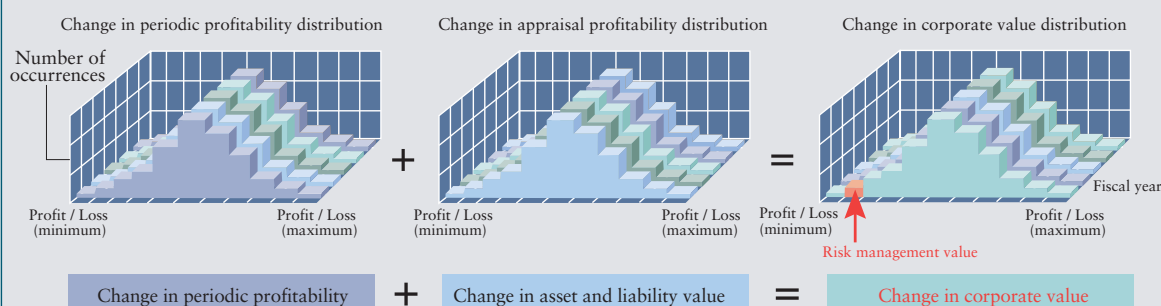 Change in periodic profitability distribution
Change in appraisal profitability distribution
Change in corporate value distribution
Number of
occurrences
+
+
=
Fiscal year
Profit / Loss
(minimum)
Profit / Loss
(maximum)
Profit / Loss
(minimum)
Profit / Loss
(maximum)
Profit / Loss
(minimum)
Profit / Loss
(maximum)
Risk management value
Change in periodic profitability
+
Change in asset and liability value
=
Change in corporate value